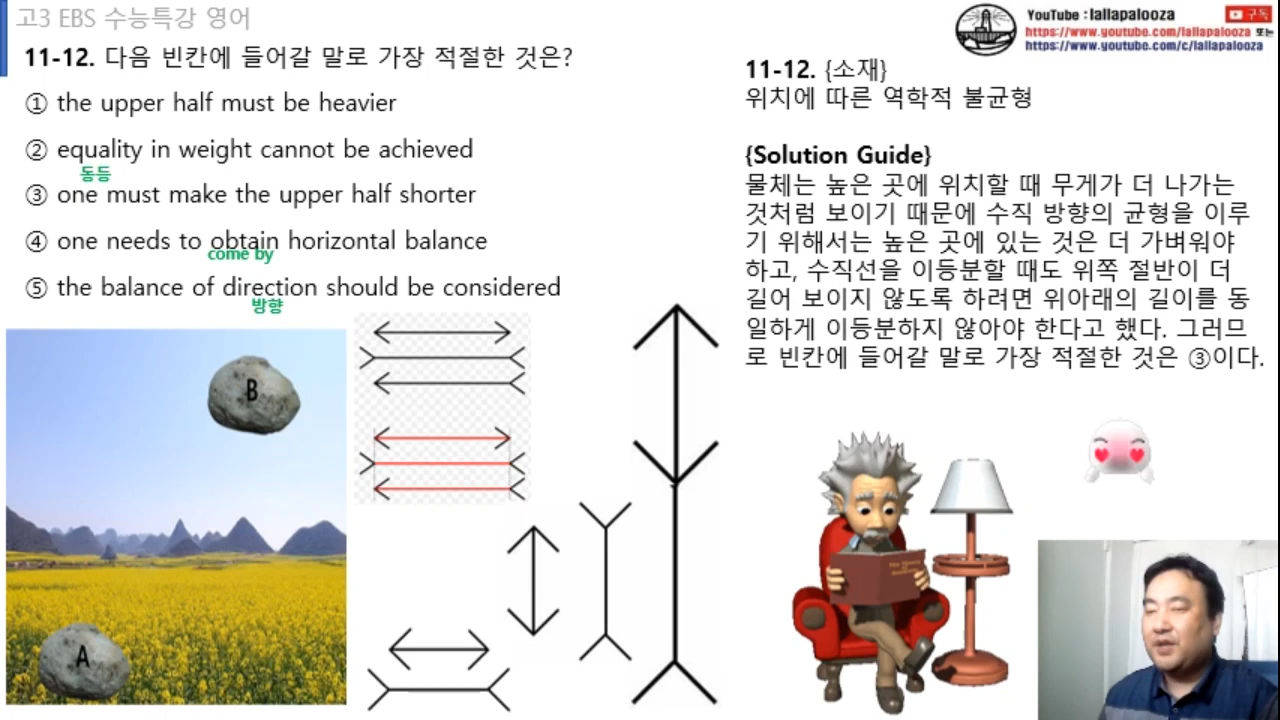 고3 EBS 수능특강 영어
11-12. 다음 빈칸에 들어갈 말로 가장 적절한 것은?
① the upper half must be heavier
② equality in weight cannot be achieved
동등
③ one must make the upper half shorter
④ one needs to obtain horizontal balance
come by
⑤ the balance of direction should be considered
방향
B
A
YouTube : lallapalooza
구독
https://www.youtube.com/lallapalooza 또는
https://www.youtube.com/c/lallapalooza
11-12. {소재}
위치에 따른 역학적 불균형
{Solution Guide}
물체는 높은 곳에 위치할 때 무게가 더 나가는
것처럼 보이기 때문에 수직 방향의 균형을 이루
기 위해서는 높은 곳에 있는 것은 더 가벼워야
하고, 수직선을 이등분할 때도 위쪽 절반이 더
길어 보이지 않도록 하려면 위아래의 길이를 동
일하게 이등분하지 않아야 한다고 했다. 그러므
로 빈칸에 들어갈 말로 가장 적절한 것은 ③이다.